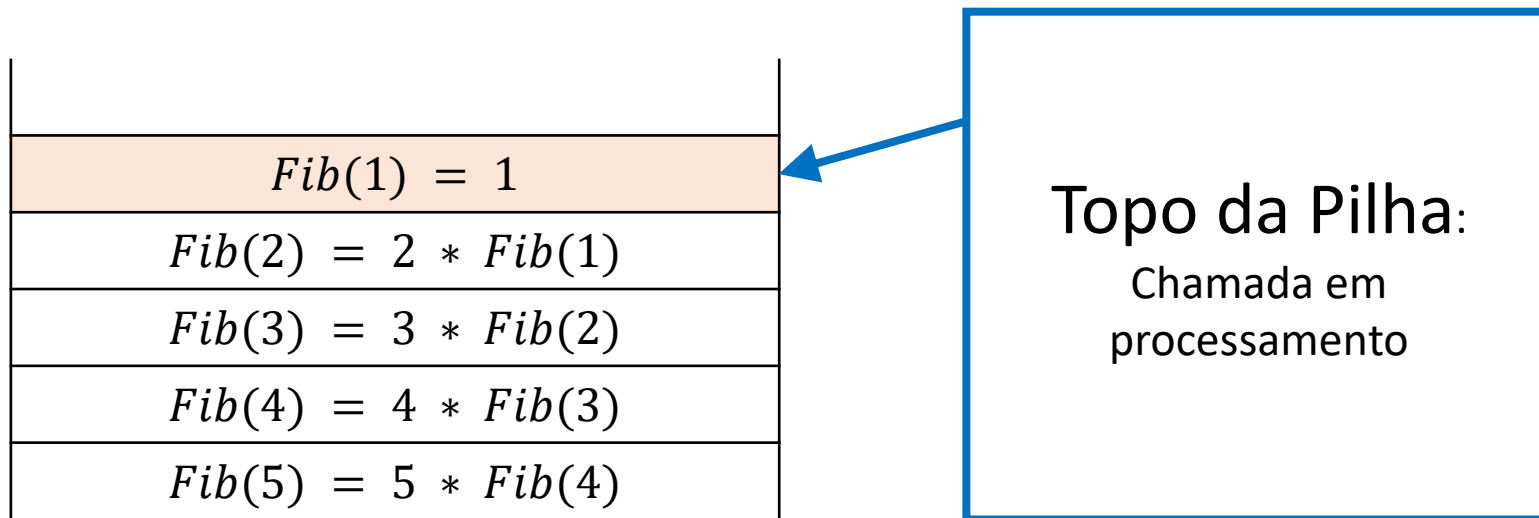 Fib(1) = 1
Fib(2) = 2 * Fib(1)
Fib(3) = 3 * Fib(2)
Fib(4) = 4 * Fib(3)
Fib(5) = 5 * Fib(4)
Topo da Pilha:
Chamada em
processamento